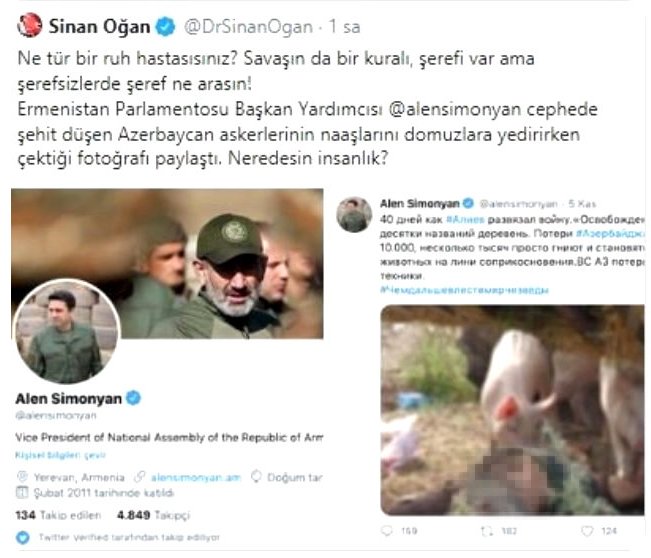 Sinan Oğan @DrSinanOgan · 1 sa
Ne tür bir ruh hastasısınız? Savaşın da bir kuralı, şerefi var ama
şerefsizlerde şeref ne arasın!
Ermenistan Parlamentosu Başkan Yardımcısı @alensimonyan cephede
şehit düşen Azerbaycan askerlerinin naaşlarını domuzlara yedirirken
çektiği fotoğrafı paylaştı. Neredesin insanlık?
Alen Simonyan
@alensimonyan
Vice President of National Assembly of the Republic of Arm
Kişisel bilgileri çevir
Yerevan, Armenia alensimonyan.am Doğum tar
Şubat 2011 tarihinde katıldı
134 Takip edilen 4.849 Takipçi
Twitter Verified tarafından takip ediliyor
Alen Simonyan @alensimonyan · 5 Kas
40 дней как #Алиев развязал войну.«Освобожде
десятки названий деревень. Потери #Азербайдж
10.000, несколько тысяч просто гниют и становят
животных на лини соприкосновения.ВС АЗ потер
техники.
#Чемдальшевлестемирчезведы
169 182 124